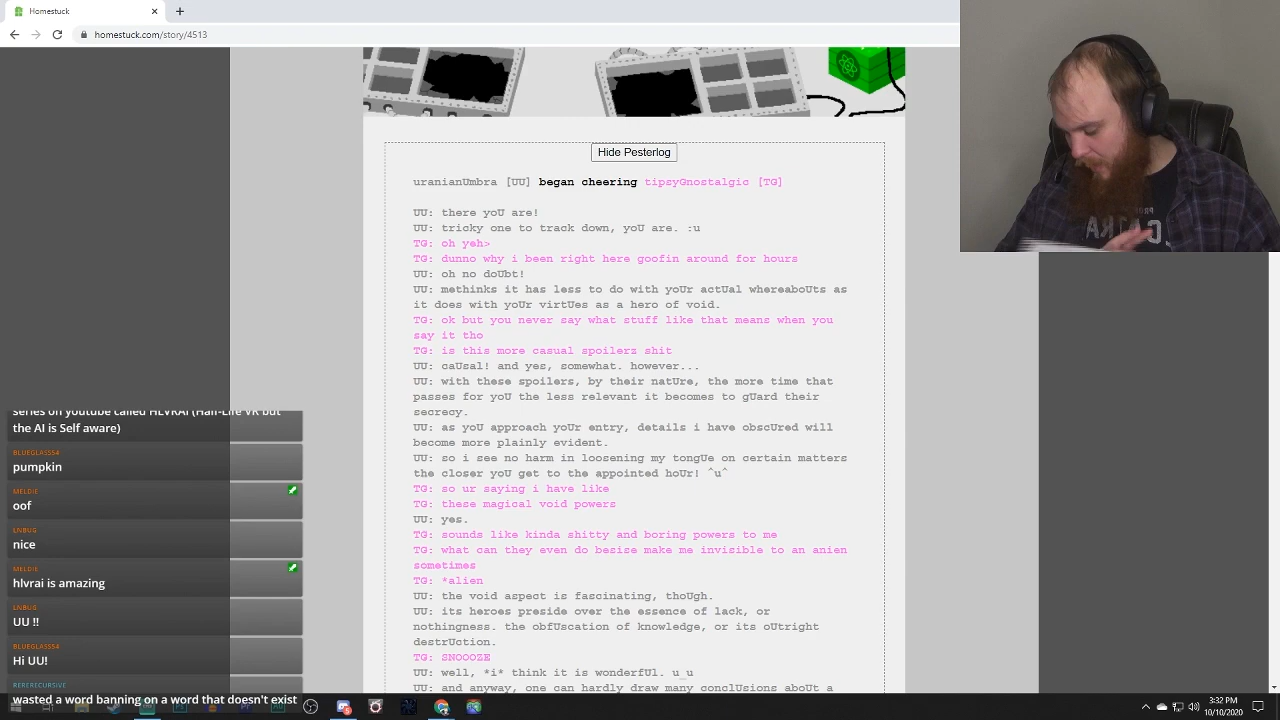 Homestuck
homestuck.com/story/4513
Hide Pesterlog
uranianUmbra [UU] began cheering tipsyGnostalgic [TG]
UU: there yoU are!
UU: tricky one to track down, yoU are. :u
TG: oh yeh>
TG: dunno why i been right here goofin around for hours
UU: oh no doUbt!
UU: methinks it has less to do with yoUr actUal whereaboUts as
it does with yoUr virtUes as a hero of void.
TG: ok but you never say what stuff like that means when you
say it tho
TG: is this more casual spoilerz shit
UU: caUsal! and yes, somewhat. however...
UU: with these spoilers, by their natUre, the more time that
passes for yoU the less relevant it becomes to gUard their
secrecy.
UU: as yoU approach yoUr entry, details i have obscUred will
become more plainly evident.
UU: so i see no harm in loosening my tongUe on certain matters
the closer yoU get to the appointed hoUr! ^u^
TG: so ur saying i have like
TG: these magical void powers
UU: yes.
TG: sounds like kinda shitty and boring powers to me
TG: what can they even do besise make me invisible to an anien
sometimes
TG: *alien
UU: the void aspect is fascinating, thoUgh.
UU: its heroes preside over the essence of lack, or
nothingness. the obfUscation of knowledge, or its oUtright
destrUction.
TG: SNOOOZE
UU: well, *i* think it is wonderfUl. u_u
UU: and anyway, one can hardly draw many conclUsions aboUt a
series on youtube called HLVRAI (Half-Life VR but
the AI is Self aware)
BLUEGLASS54
pumpkin
MELDIE
oof
LNBUG
nice
MELDIE
hlvrai is amazing
LNBUG
UU !!
BLUEGLASS54
Hi UU!
RERERECURSIVE
wasted a word banning on a word that doesn't exist
3:32 PM
10/10/2020